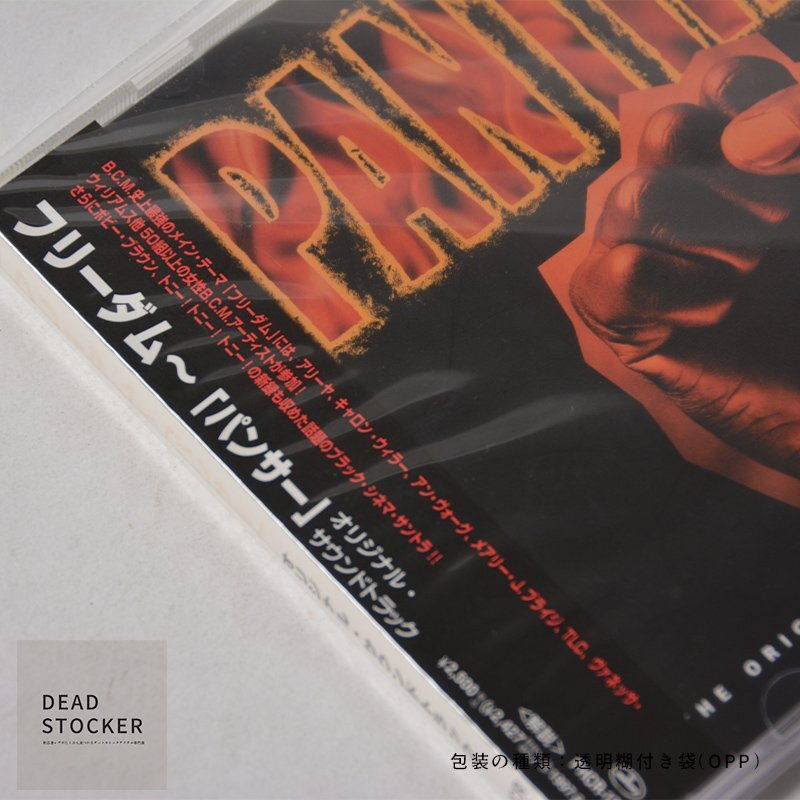 PANTH
B.C.M.史上最強のメイン・テーマ「フリーダム」には、アリーヤ、キャロン・ウィラー、アン・ヴォーグ、メアリー・J.ブライジ、TLC、ヴァネッサ・
ウィリアムス他50組以上の女性B.C.M.アーティストが参加!
さらにボビー・ブラウン、トニー!トニー!トニー!の新録も収めた話題のブラック・シネマ・サントラ!!
フリーダム〜「パンサー」
オリジナル・
サウンドトラック
HE ORIG
DEAD
STOCKER
包装の種類:透明糊付き袋(OPP)